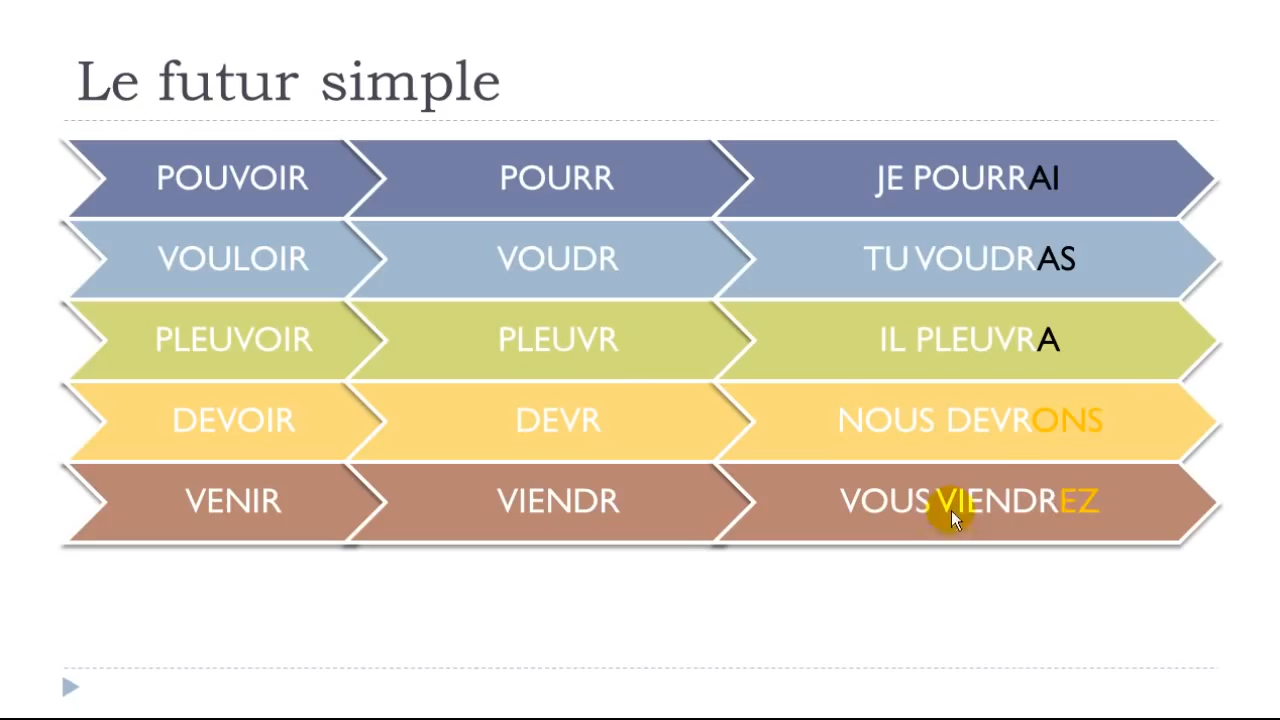 Le futur simple
POUVOIR POURR JE POURRAI
VOULOIR VOUDR TU VOUDRAS
PLEUVOIR PLEUVR IL PLEUVRA
DEVOIR DEVR NOUS DEVRONS
VENIR VIENDR VOUS VIENDREZ